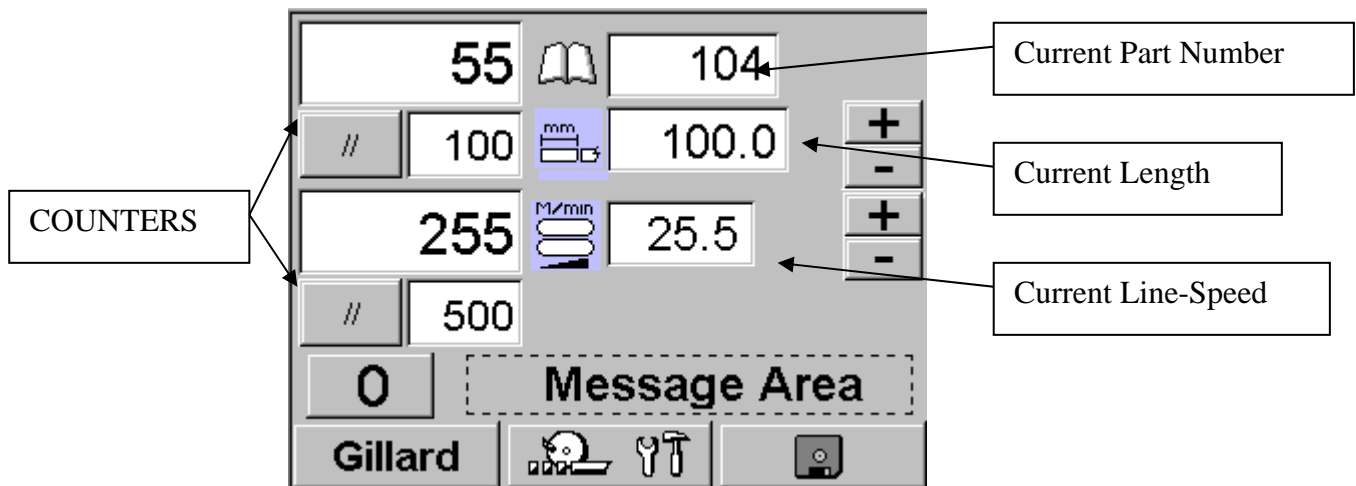 55
104
Current Part Number
//
100
mm
100.0
+
-
Current Length
COUNTERS
255
M/min
25.5
+
-
//
500
Current Line-Speed
0
Message Area
Gillard